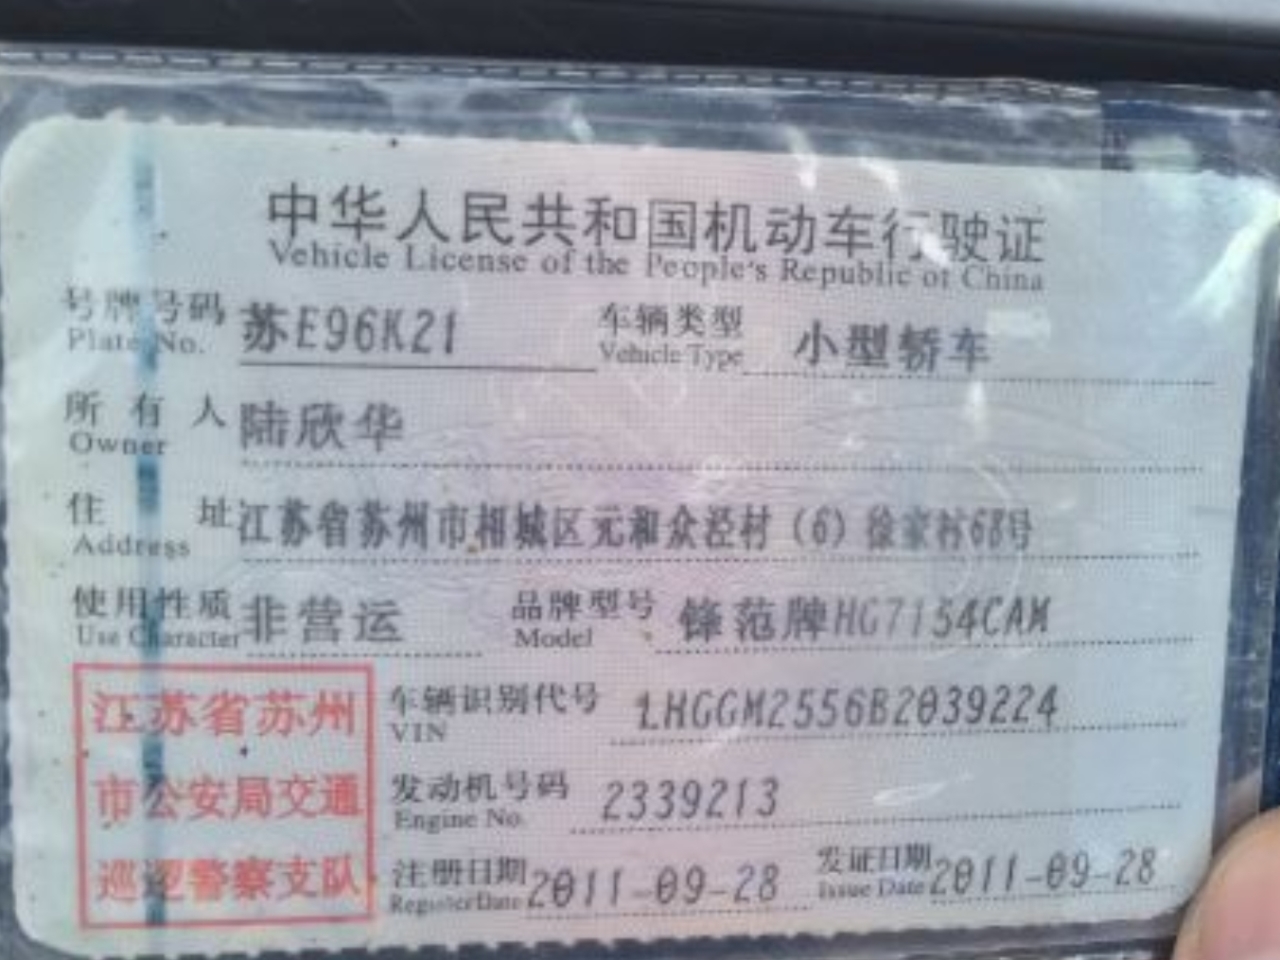 中华人民共和国机动车行驶证
Vehicle License of the People's Republic of China
号牌号码 苏E96K21 车辆类型 小型轿车
Plate No. Vehicle Type
所有人 陆欣华
Owner
住址 江苏省苏州市相城区元和众泾村（6）徐家村68号
Address
使用性质 非营运 品牌型号 锋范牌HG7154CAM
Use Character Model
江苏省苏州
市公安局交通
巡逻警察支队
车辆识别代号 LHGGM2556B2039224
VIN
发动机号码 2339213
Engine No.
注册日期 2011-09-28 发证日期 2011-09-28
Register Date Issue Date